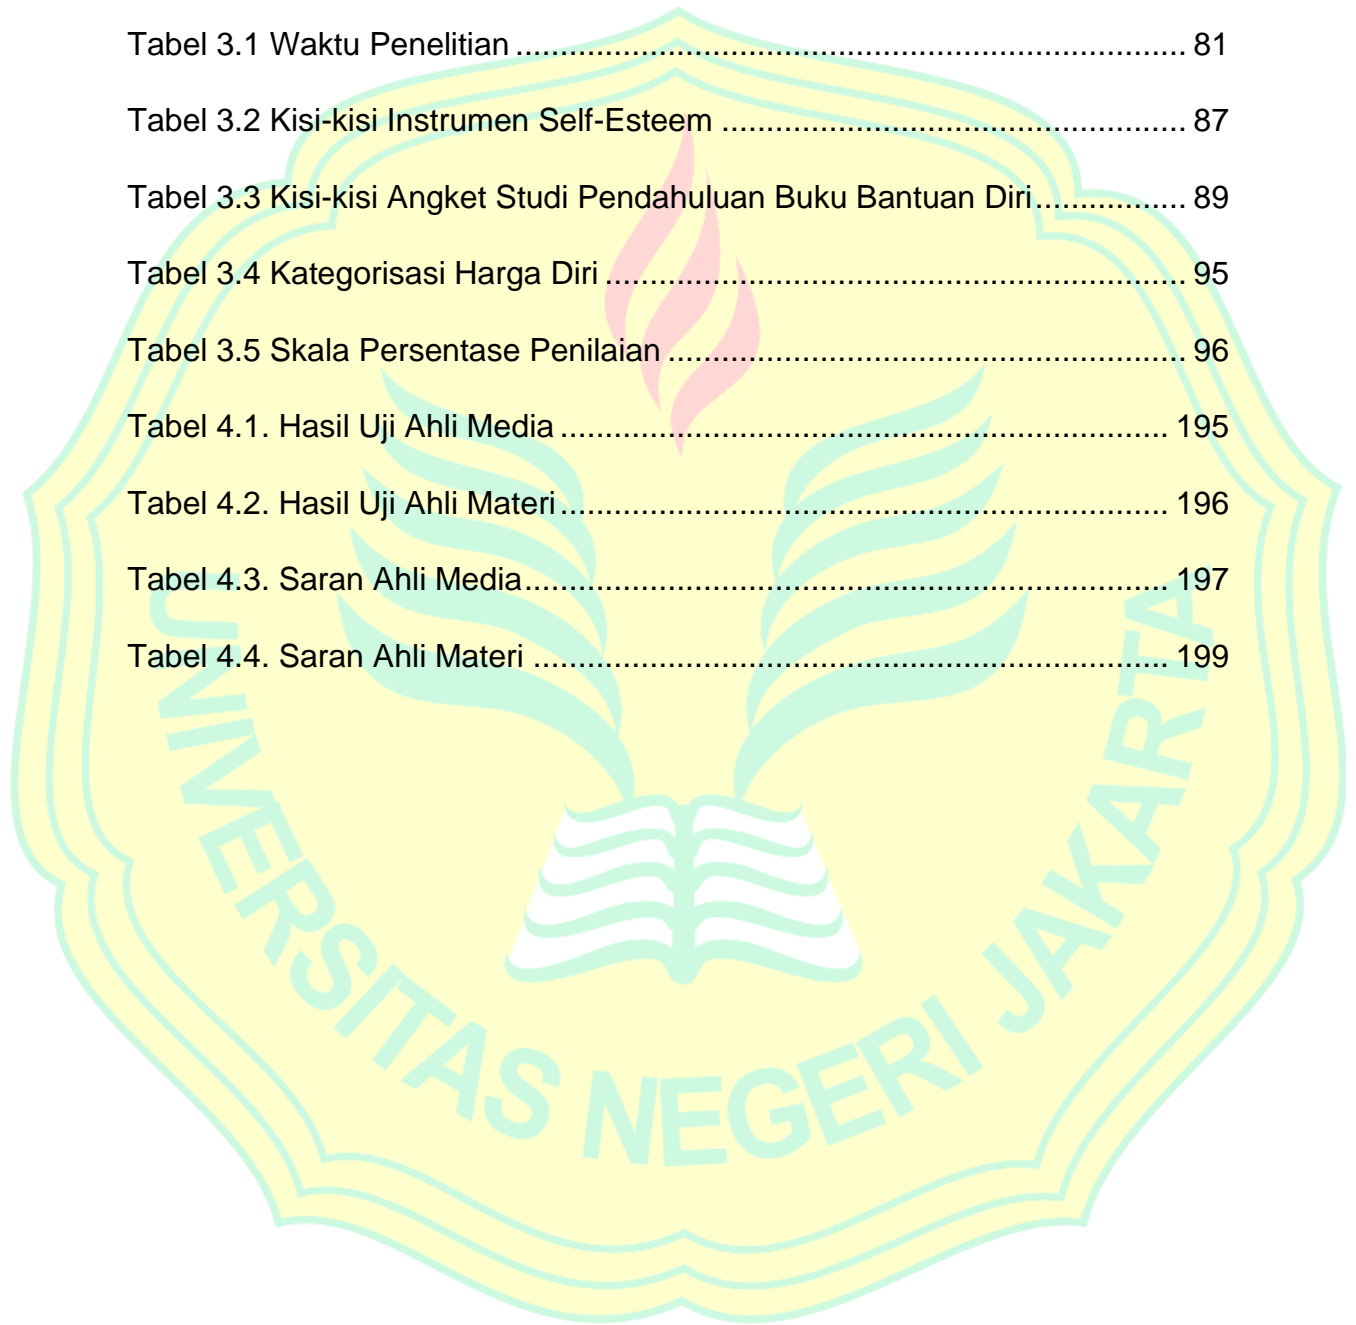 Tabel 3.1 Waktu Penelitian .......................................................................... 81
Tabel 3.2 Kisi-kisi Instrumen Self-Esteem ................................................... 87
Tabel 3.3 Kisi-kisi Angket Studi Pendahuluan Buku Bantuan Diri................. 89
Tabel 3.4 Kategorisasi Harga Diri ................................................................ 95
Tabel 3.5 Skala Persentase Penilaian ......................................................... 96
Tabel 4.1. Hasil Uji Ahli Media ................................................................... 195
Tabel 4.2. Hasil Uji Ahli Materi ................................................................... 196
Tabel 4.3. Saran Ahli Media....................................................................... 197
Tabel 4.4. Saran Ahli Materi ...................................................................... 199
UNIVERSITAS NEGERI JAKARTA